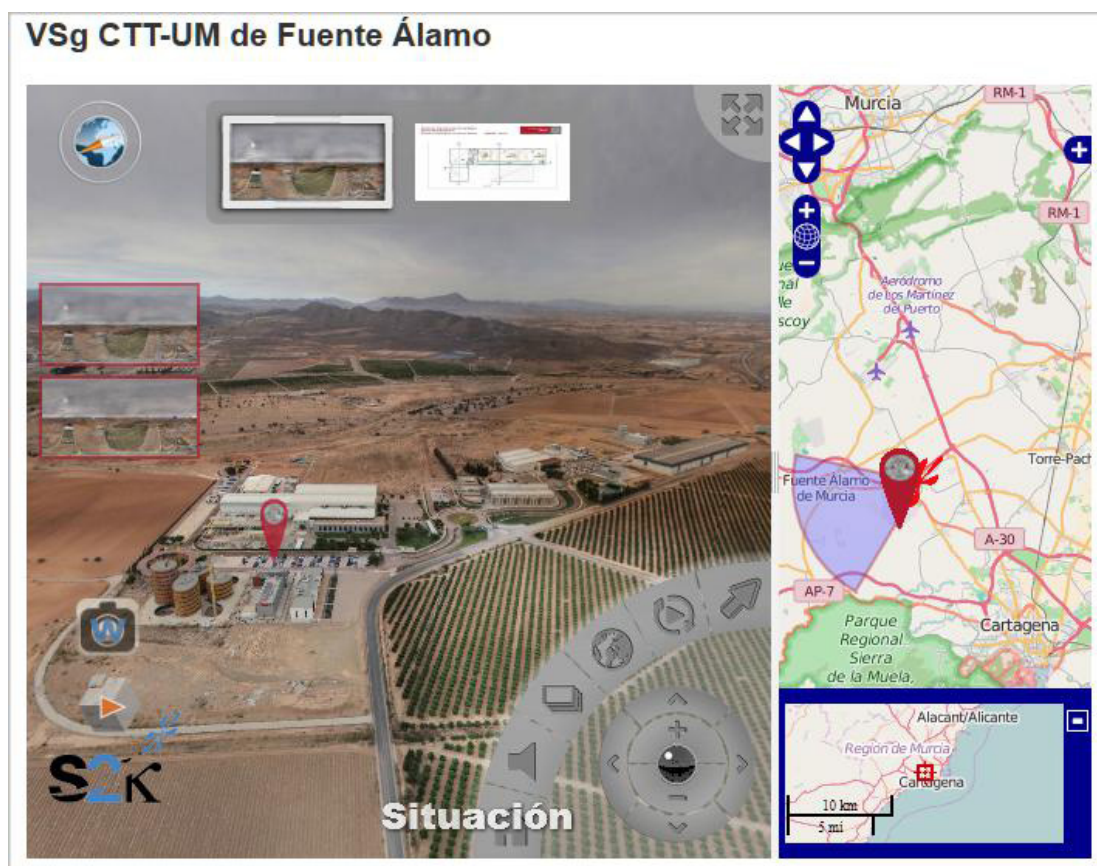 VSg CTT-UM de Fuente Álamo
Situación
S2K
Murcia
RM-1
RM-1
Aeródromo
de Los Martínez
del Puerto
Torre-Pach
Fuente Álamo
de Murcia
A-30
AP-7
Cartagena
Parque
Regional
Sierra
de la Muela,
Alacant/Alicante
Región de Murcia
Cartagena
10 km
5 mi